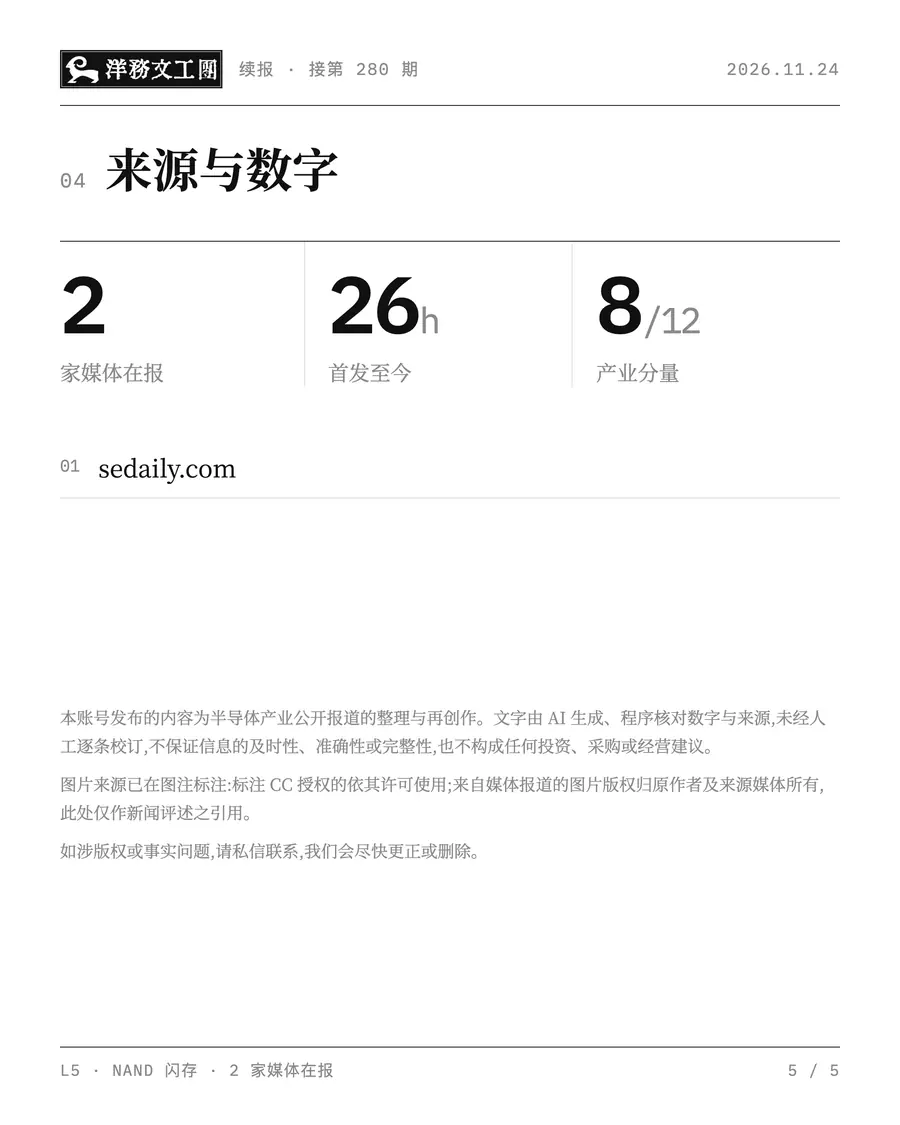 洋務文工團 续报 · 接第 280 期 2026.11.24
04 来源与数字
2 26h 8/12
家媒体在报 首发至今 产业分量
01 sedaily.com
本账号发布的内容为半导体产业公开报道的整理与再创作。文字由 AI 生成、程序核对数字与来源,未经人
工逐条校订,不保证信息的及时性、准确性或完整性,也不构成任何投资、采购或经营建议。
图片来源已在图注标注:标注 CC 授权的依其许可使用;来自媒体报道的图片版权归原作者及来源媒体所有,
此处仅作新闻评述之引用。
如涉版权或事实问题,请私信联系,我们会尽快更正或删除。
L5 · NAND 闪存 · 2 家媒体在报 5 / 5